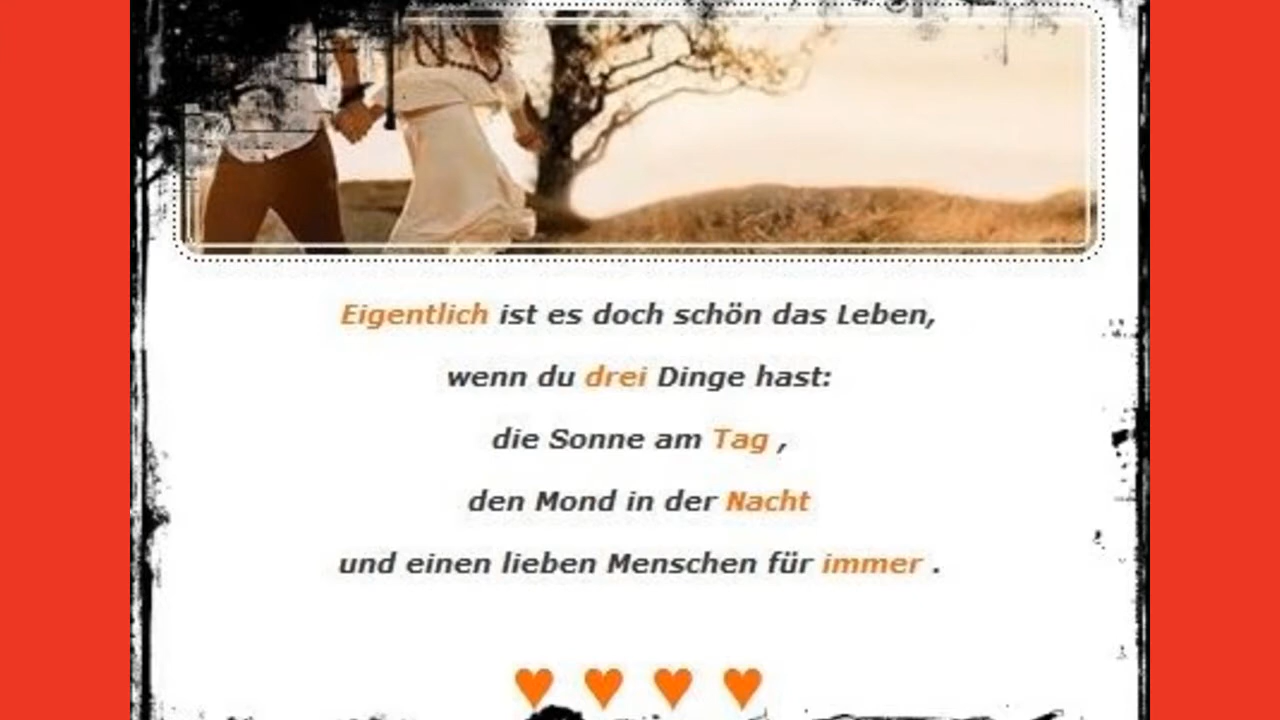 Eigentlich ist es doch schön das Leben,
wenn du drei Dinge hast:
die Sonne am Tag ,
den Mond in der Nacht
und einen lieben Menschen für immer .